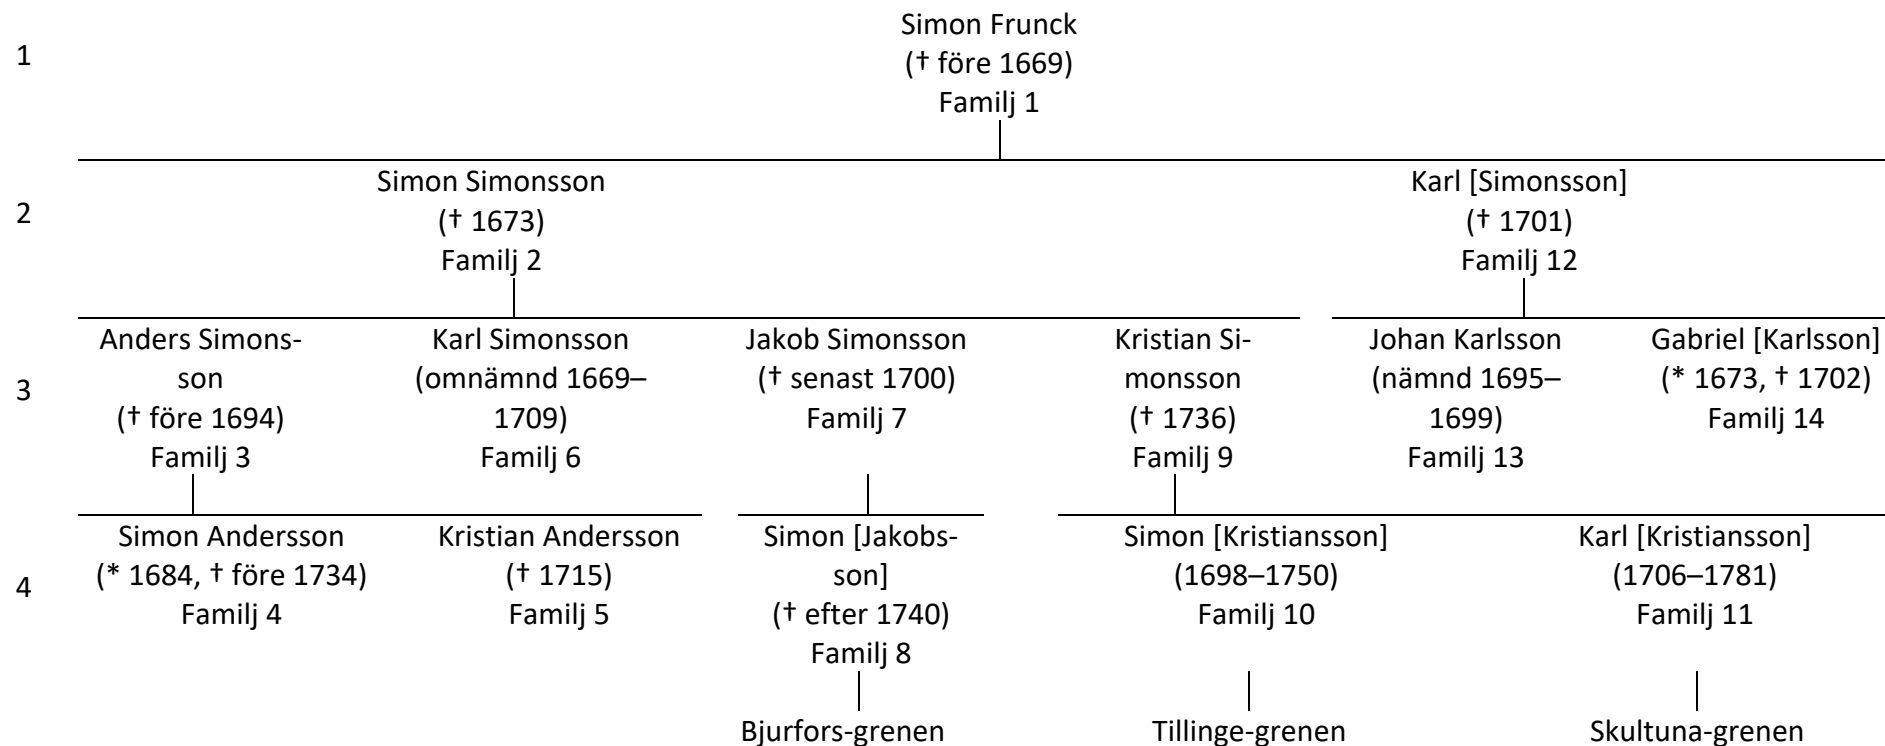 1
Simon Frunck
(† före 1669)
Familj 1
2
Simon Simonsson
(† 1673)
Familj 2
Karl [Simonsson]
(† 1701)
Familj 12
3
Anders Simons-
son
(† före 1694)
Familj 3
Karl Simonsson
(omnämnd 1669–
1709)
Familj 6
Jakob Simonsson
(† senast 1700)
Familj 7
Kristian Si-
monsson
(† 1736)
Familj 9
Johan Karlsson
(nämnd 1695–
1699)
Familj 13
Gabriel [Karlsson]
(* 1673, † 1702)
Familj 14
4
Simon Andersson
(* 1684, † före 1734)
Familj 4
Kristian Andersson
(† 1715)
Familj 5
Simon [Jakobs-
son]
(† efter 1740)
Familj 8
Simon [Kristiansson]
(1698–1750)
Familj 10
Karl [Kristiansson]
(1706–1781)
Familj 11
Bjurfors-grenen
Tillinge-grenen
Skultuna-grenen